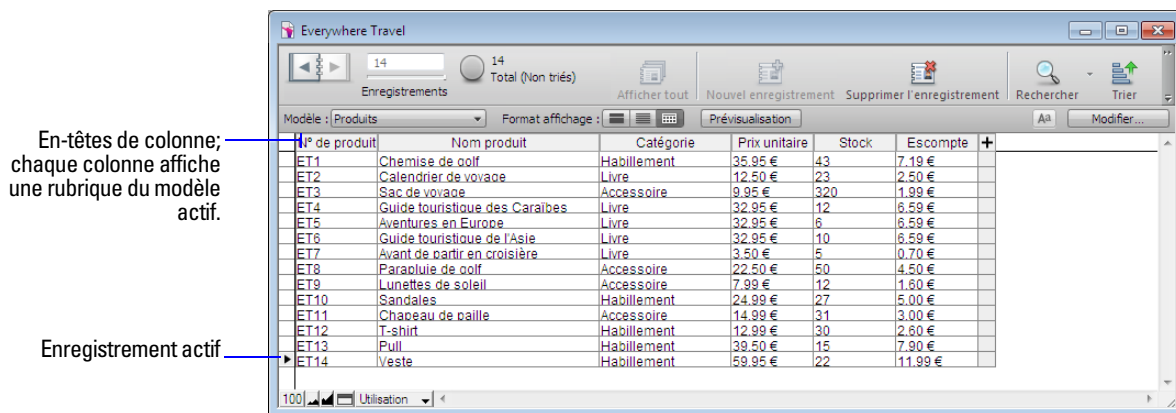 Everywhere Travel
14
Enregistrements
14
Total (Non triés)
Afficher tout
Nouvel enregistrement
Supprimer l'enregistrement
Rechercher
Trier
Modèle : Produits
Format affichage :
Prévisualisation
Aa
Modifier...
En-têtes de colonne;
chaque colonne affiche
une rubrique du modèle
actif.
N° de produit Nom produit Catégorie Prix unitaire Stock Escompte +
ET1 Chemise de golf Habillement 35.95 € 43 7.19 €
ET2 Calendrier de voyage Livre 12.50 € 23 2.50 €
ET3 Sac de voyage Accessoire 9.95 € 320 1.99 €
ET4 Guide touristique des Caraïbes Livre 32.95 € 12 6.59 €
ET5 Aventures en Europe Livre 32.95 € 6 6.59 €
ET6 Guide touristique de l'Asie Livre 32.95 € 10 6.59 €
ET7 Avant de partir en croisière Livre 3.50 € 5 0.70 €
ET8 Parapluie de golf Accessoire 22.50 € 50 4.50 €
ET9 Lunettes de soleil Accessoire 7.99 € 12 1.60 €
ET10 Sandales Habillement 24.99 € 27 5.00 €
ET11 Chapeau de paille Accessoire 14.99 € 31 3.00 €
ET12 T-shirt Habillement 12.99 € 30 2.60 €
ET13 Pull Habillement 39.50 € 15 7.90 €
Enregistrement actif
ET14 Veste Habillement 59.95 € 22 11.99 €
100 Utilisation